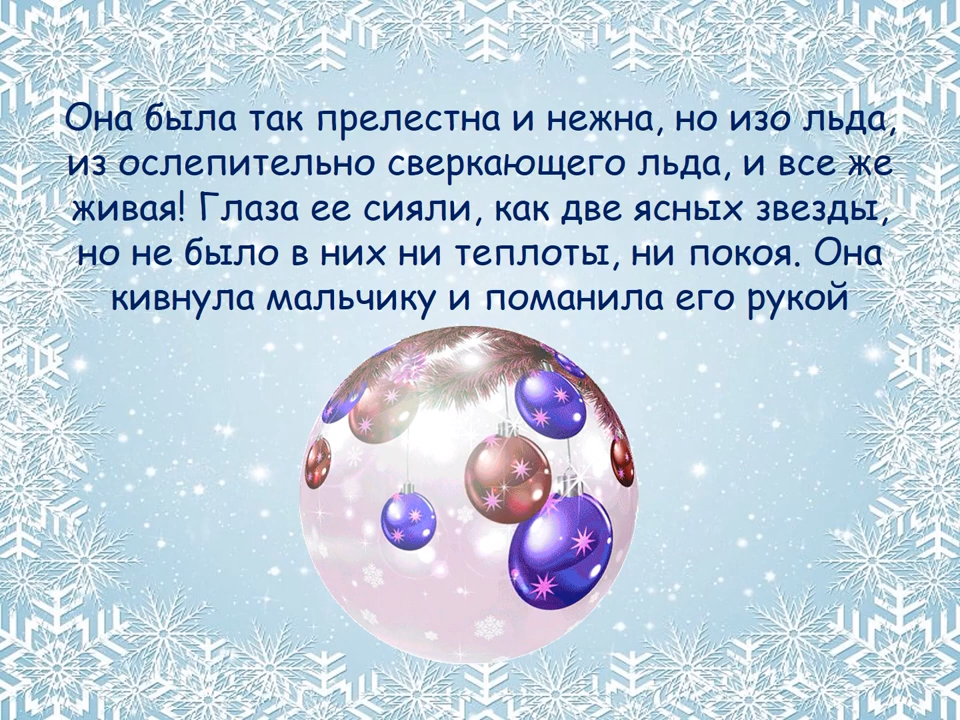 Она была так прелестна и нежна, но изо льда,
из ослепительно сверкающего льда, и все же
живая! Глаза ее сияли, как две ясных звезды,
но не было в них ни теплоты, ни покоя. Она
кивнула мальчику и поманила его рукой